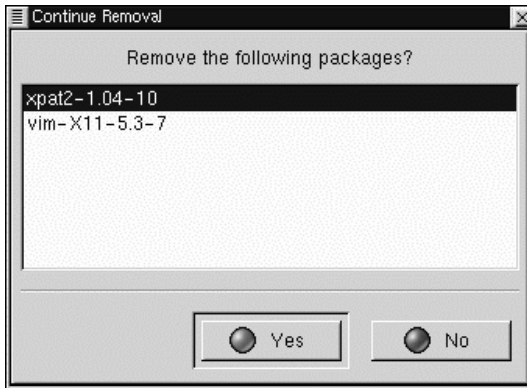 Continue Removal
Remove the following packages?
xpat2-1.04-10
vim-X11-5.3-7
Yes
No